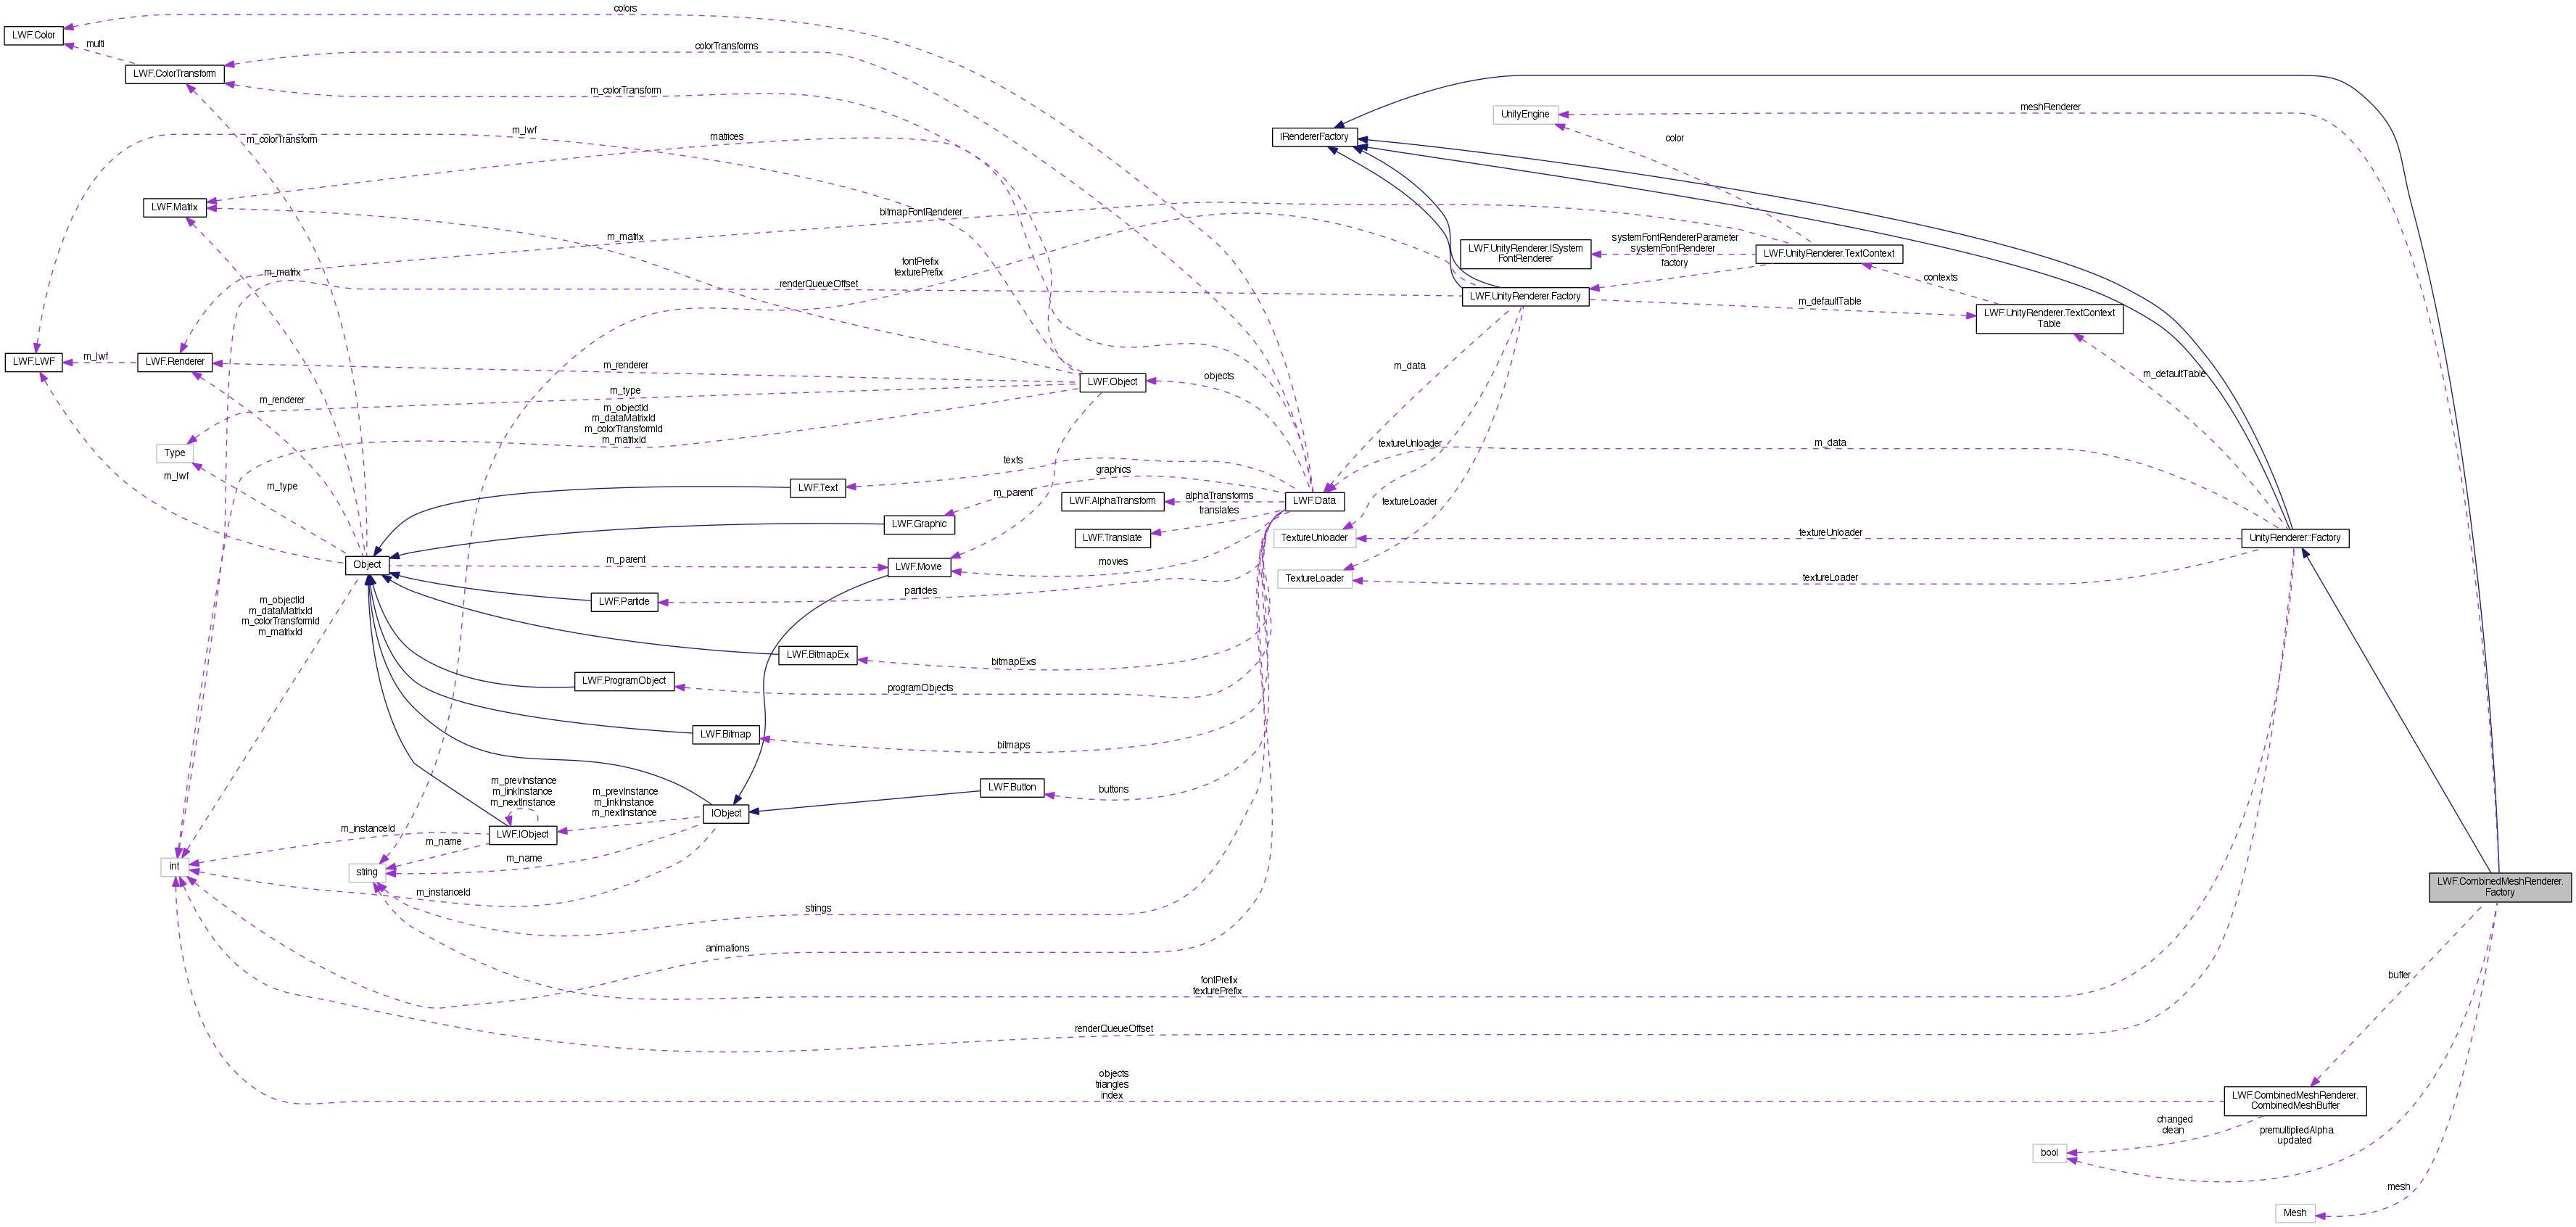 colors
LWF.Color
multi
colorTransforms
LWF.ColorTransform
m_colorTransform
meshRenderer
UnityEngine
m_lwf
matrices
m_colorTransform
IRendererFactory
color
LWF.Matrix
bitmapFontRenderer
m_matrix
systemFontRendererParameter
systemFontRenderer
LWF.UnityRenderer.ISystem
FontRenderer
LWF.UnityRenderer.TextContext
fontPrefix
texturePrefix
factory
m_matrix
renderQueueOffset
contexts
LWF.UnityRenderer.Factory
m_defaultTable
LWF.UnityRenderer.TextContext
Table
LWF.LWF
m_lwf
LWF.Renderer
m_renderer
m_data
m_defaultTable
objects
LWF.Object
m_type
m_renderer
m_objectId
m_dataMatrixId
m_colorTransformId
m_matrixId
textureUnloader
m_data
Type
texts
graphics
m_lwf
m_type
LWF.Text
m_parent
LWF.AlphaTransform
alphaTransforms
LWF.Data
textureLoader
translates
LWF.Graphic
LWF.Translate
TextureUnloader
textureUnloader
UnityRenderer::Factory
Object
m_parent
LWF.Movie
movies
TextureLoader
textureLoader
particles
LWF.Particle
m_objectId
m_dataMatrixId
m_colorTransformId
m_matrixId
LWF.BitmapEx
bitmapExs
LWF.ProgramObject
programObjects
LWF.Bitmap
bitmaps
m_prevInstance
m_linkInstance
m_nextInstance
m_prevInstance
m_linkInstance
m_nextInstance
LWF.Button
buttons
IObject
m_instanceId
LWF.IObject
m_name
m_name
int
string
m_instanceId
LWF.CombinedMeshRenderer.
Factory
strings
animations
buffer
fontPrefix
texturePrefix
renderQueueOffset
objects
triangles
index
LWF.CombinedMeshRenderer.
CombinedMeshBuffer
changed
clean
premultipliedAlpha
updated
bool
mesh
Mesh